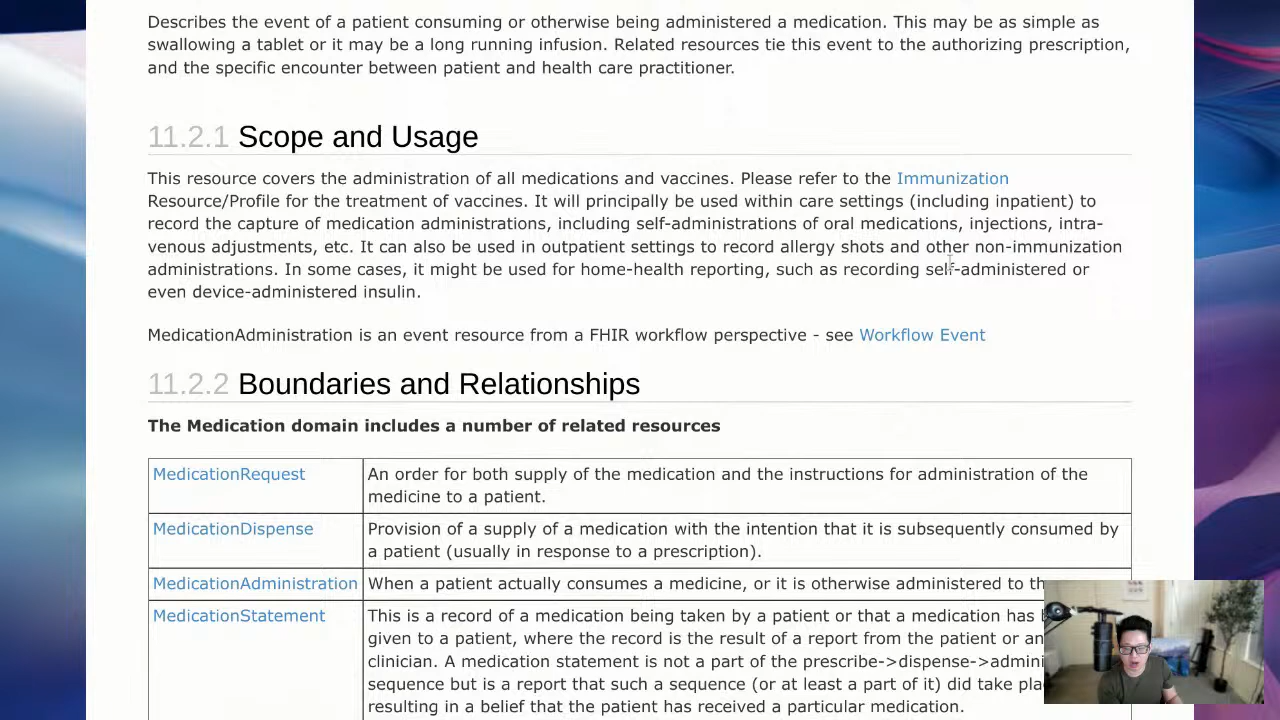 Describes the event of a patient consuming or otherwise being administered a medication. This may be as simple as
swallowing a tablet or it may be a long running infusion. Related resources tie this event to the authorizing prescription,
and the specific encounter between patient and health care practitioner.
11.2.1 Scope and Usage
This resource covers the administration of all medications and vaccines. Please refer to the Immunization
Resource/Profile for the treatment of vaccines. It will principally be used within care settings (including inpatient) to
record the capture of medication administrations, including self-administrations of oral medications, injections, intra-
venous adjustments, etc. It can also be used in outpatient settings to record allergy shots and other non-immunization
administrations. In some cases, it might be used for home-health reporting, such as recording self-administered or
even device-administered insulin.
MedicationAdministration is an event resource from a FHIR workflow perspective - see Workflow Event
11.2.2 Boundaries and Relationships
The Medication domain includes a number of related resources
MedicationRequest An order for both supply of the medication and the instructions for administration of the
medicine to a patient.
MedicationDispense Provision of a supply of a medication with the intention that it is subsequently consumed by
a patient (usually in response to a prescription).
MedicationAdministration When a patient actually consumes a medicine, or it is otherwise administered to
MedicationStatement This is a record of a medication being taken by a patient or that a medication has
given to a patient, where the record is the result of a report from the patient or
clinician. A medication statement is not a part of the prescribe->dispense->
sequence but is a report that such a sequence (or at least a part of it) did take
resulting in a belief that the patient has received a particular medication.